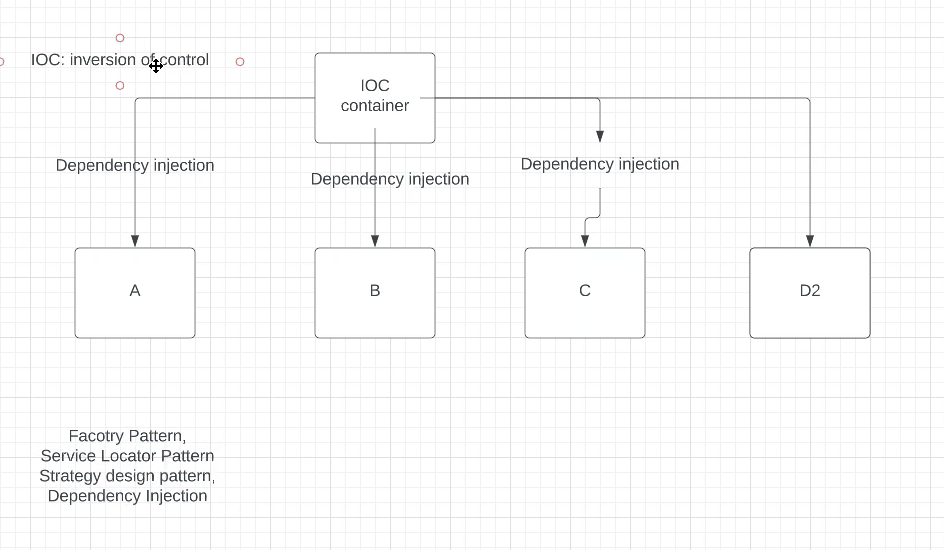 IOC: inversion of control
IOC
container
Dependency injection
Dependency injection
Dependency injection
A
B
C
D2
Facotry Pattern,
Service Locator Pattern
Strategy design pattern,
Dependency Injection